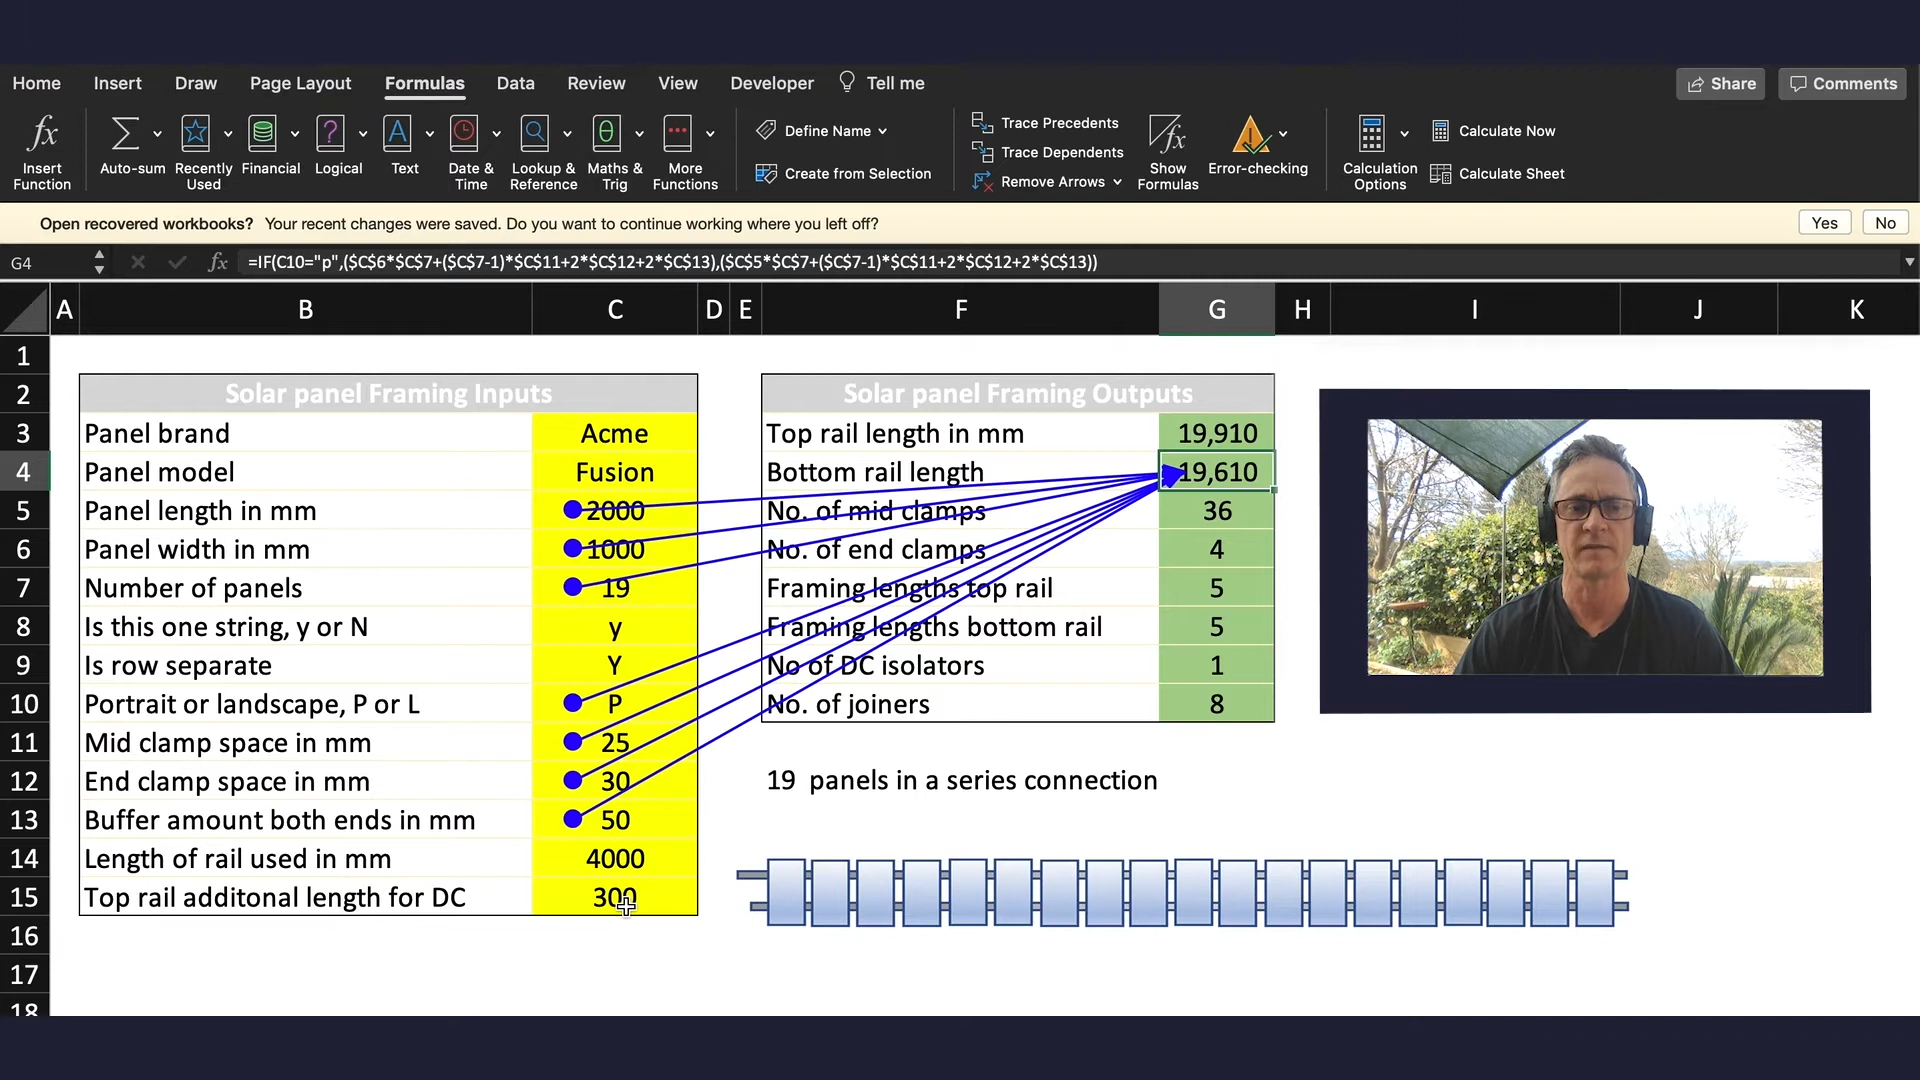 Home Insert Draw Page Layout Formulas Data Review View Developer Tell me Share Comments
fx Insert Function
Auto-sum
Recently Used
Financial
Logical
Text
Date & Time
Lookup & Reference
Maths & Trig
More Functions
Define Name
Create from Selection
Trace Precedents
Trace Dependents
Remove Arrows
Show Formulas
Error-checking
Calculation Options
Calculate Now
Calculate Sheet
Open recovered workbooks? Your recent changes were saved. Do you want to continue working where you left off? Yes No
G4 fx =IF(C10="p",($C$6*$C$7+($C$7-1)*$C$11+2*$C$12+2*$C$13),($C$5*$C$7+($C$7-1)*$C$11+2*$C$12+2*$C$13))
A B C D E F G H I J K
1
2 Solar panel Framing Inputs Solar panel Framing Outputs
3 Panel brand Acme Top rail length in mm 19,910
4 Panel model Fusion Bottom rail length 19,610
5 Panel length in mm 2000 No. of mid clamps 36
6 Panel width in mm 1000 No. of end clamps 4
7 Number of panels 19 Framing lengths top rail 5
8 Is this one string, y or N y Framing lengths bottom rail 5
9 Is row separate Y No of DC isolators 1
10 Portrait or landscape, P or L P No. of joiners 8
11 Mid clamp space in mm 25
12 End clamp space in mm 30 19 panels in a series connection
13 Buffer amount both ends in mm 50
14 Length of rail used in mm 4000
15 Top rail additonal length for DC 300
16
17
18